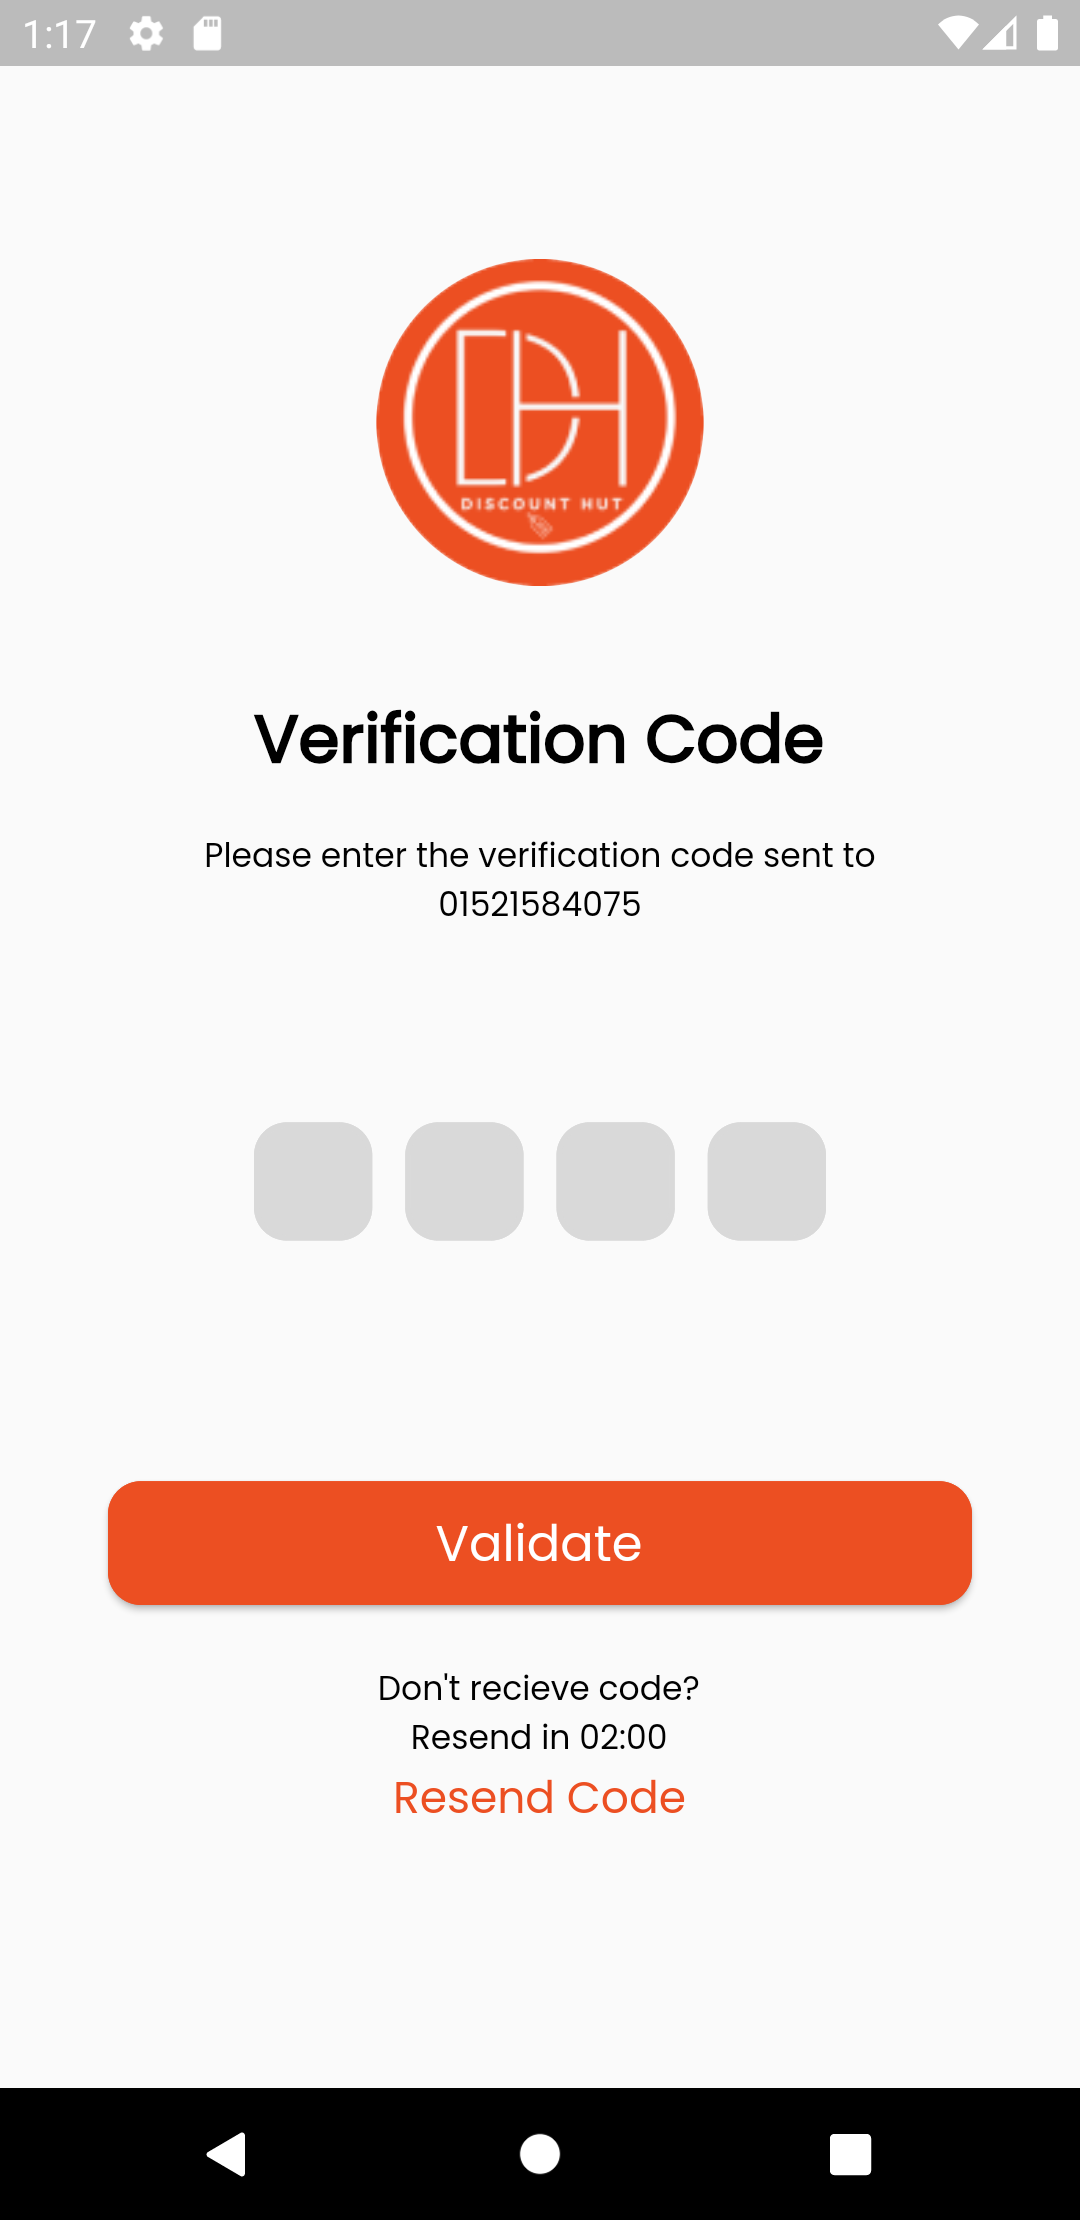 1:17
DH
DISCOUNT HUT
Verification Code
Please enter the verification code sent to
01521584075
Validate
Don't recieve code?
Resend in 02:00
Resend Code